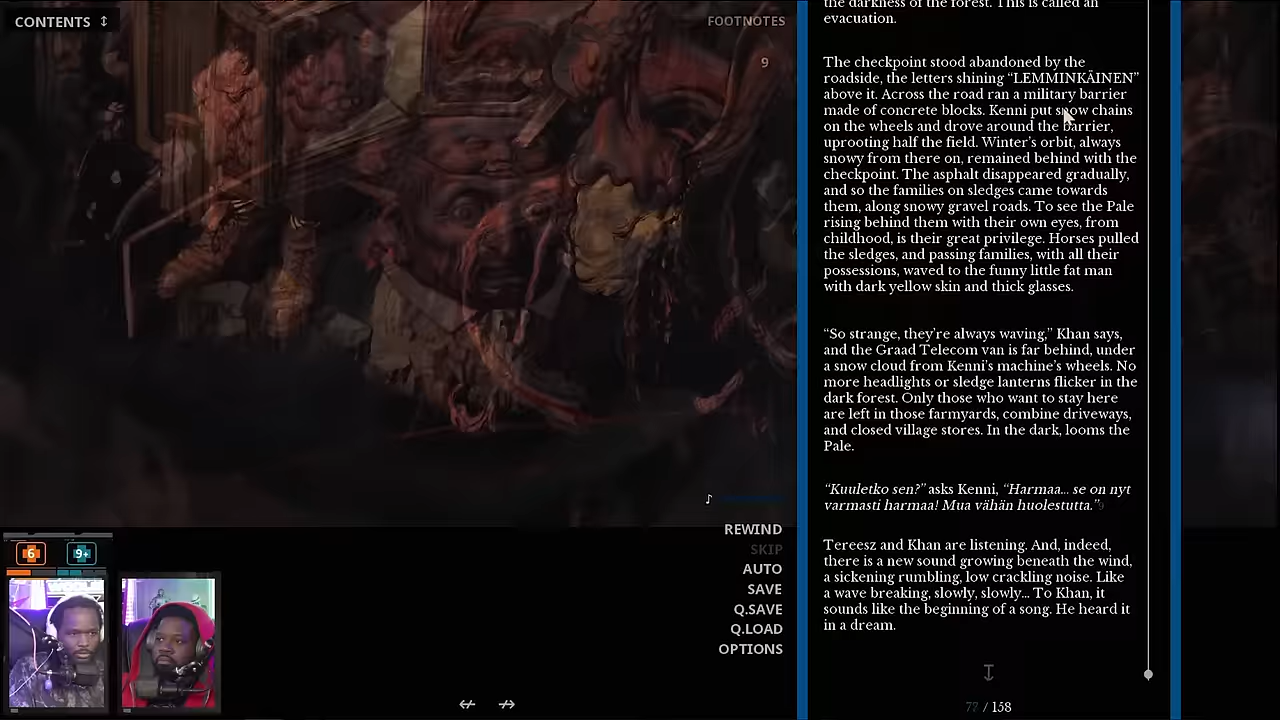 CONTENTS
FOOTNOTES
9
the darkness of the forest. This is called an
evacuation.
The checkpoint stood abandoned by the
roadside, the letters shining “LEMMINKÄINEN”
above it. Across the road ran a military barrier
made of concrete blocks. Kenni put snow chains
on the wheels and drove around the barrier,
uprooting half the field. Winter’s orbit, always
snowy from there on, remained behind with the
checkpoint. The asphalt disappeared gradually,
and so the families on sledges came towards
them, along snowy gravel roads. To see the Pale
rising behind them with their own eyes, from
childhood, is their great privilege. Horses pulled
the sledges, and passing families, with all their
possessions, waved to the funny little fat man
with dark yellow skin and thick glasses.
“So strange, they’re always waving,” Khan says,
and the Graad Telecom van is far behind, under
a snow cloud from Kenni’s machine’s wheels. No
more headlights or sledge lanterns flicker in the
dark forest. Only those who want to stay here
are left in those farmyards, combine driveways,
and closed village stores. In the dark, looms the
Pale.
“Kuuletko sen?” asks Kenni, “Harmaa… se on nyt
varmasti harmaa! Mua vähän huolestutta.”9
Tereesz and Khan are listening. And, indeed,
there is a new sound growing beneath the wind,
a sickening rumbling, low crackling noise. Like
a wave breaking, slowly, slowly… To Khan, it
sounds like the beginning of a song. He heard it
in a dream.
77 / 158
REWIND
SKIP
AUTO
SAVE
Q.SAVE
Q.LOAD
OPTIONS
6
9+